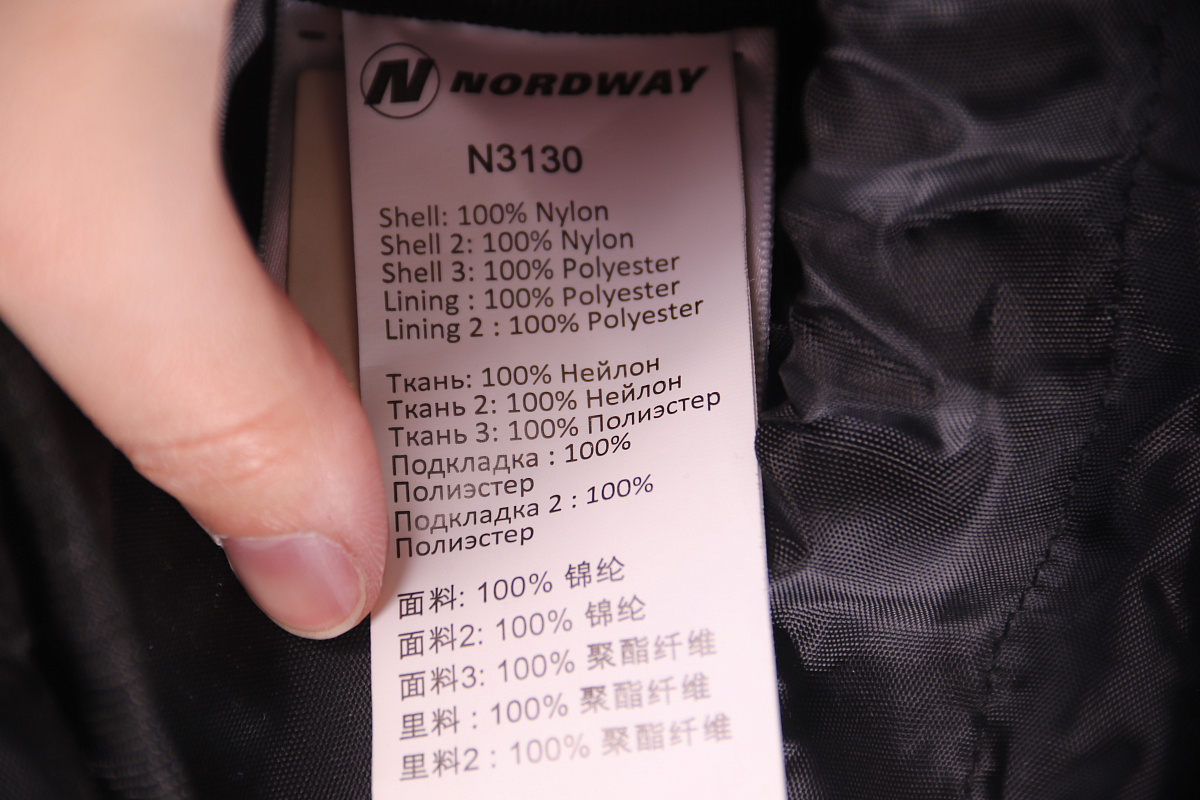 N NORDWAY
N3130
Shell: 100% Nylon
Shell 2: 100% Nylon
Shell 3: 100% Polyester
Lining : 100% Polyester
Lining 2 : 100% Polyester
Ткань: 100% Нейлон
Ткань 2: 100% Нейлон
Ткань 3: 100% Полиэстер
Подкладка : 100%
Полиэстер
Подкладка 2 : 100%
Полиэстер
面料: 100% 锦纶
面料2: 100% 锦纶
面料3: 100% 聚酯纤维
里料 : 100% 聚酯纤维
里料2 : 100% 聚酯纤维